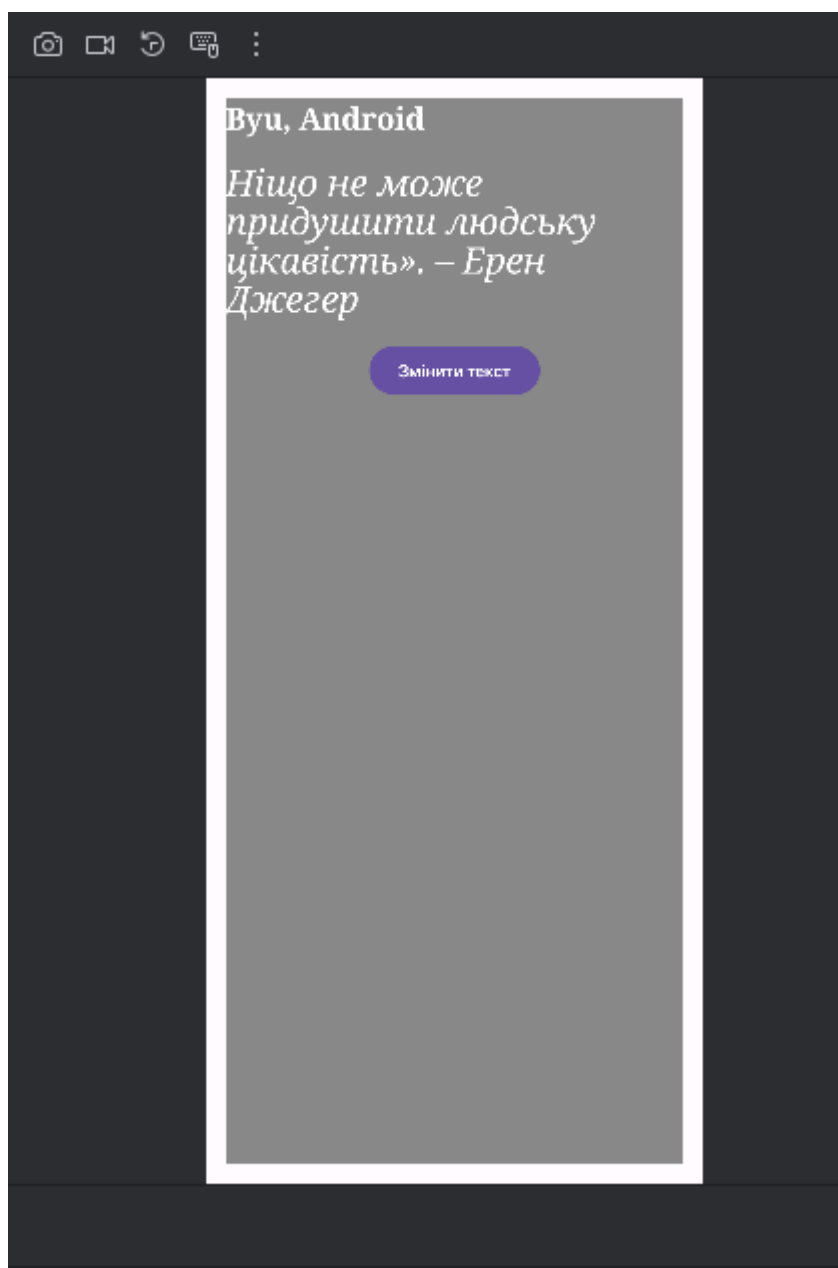 Byu, Android
Ніщо не може
придушити людську
цікавість». – Ерен
Джегер
Змінити текст